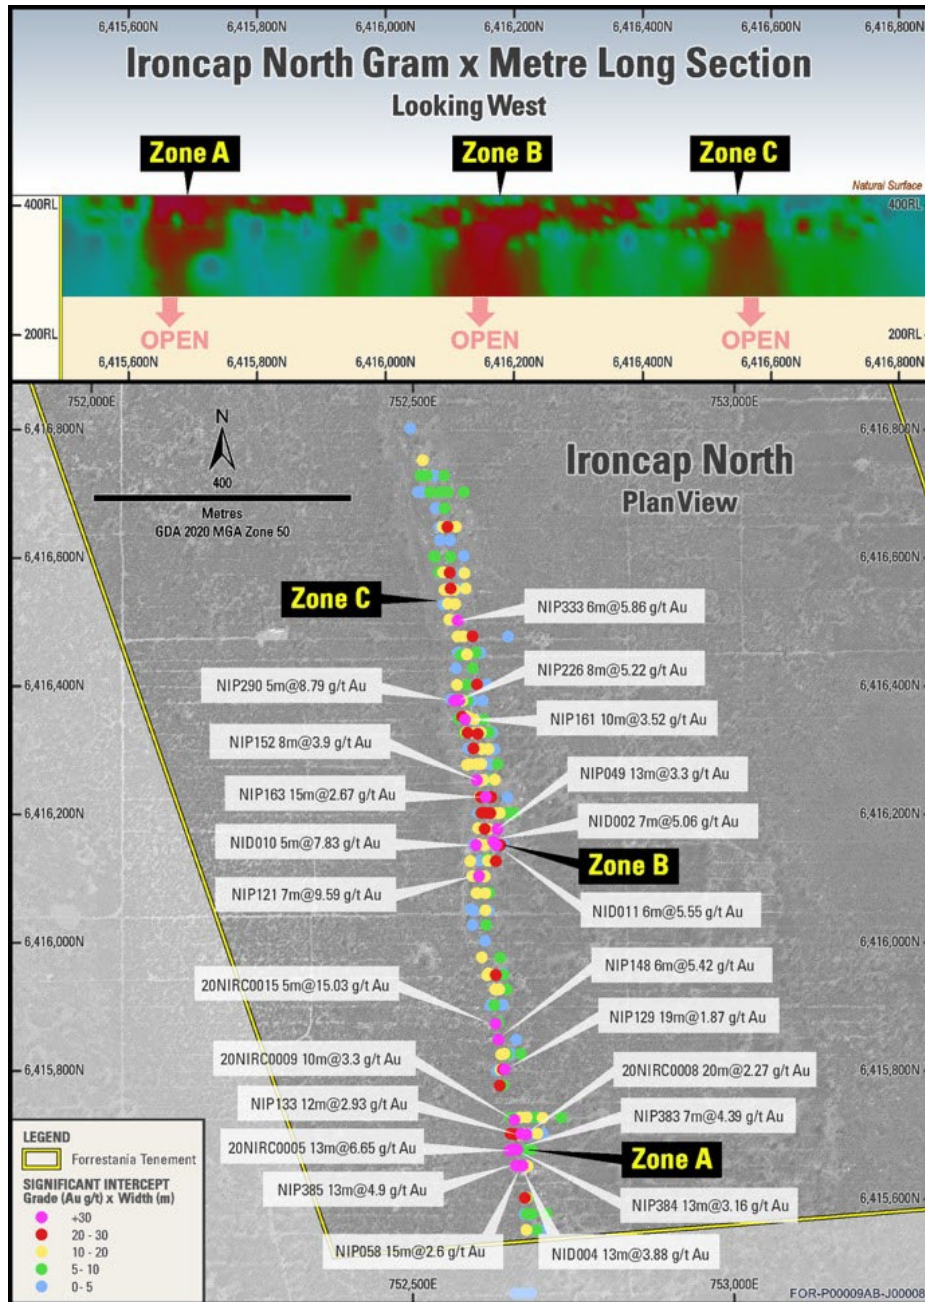 6,415,600N 6,415,800N 6,416,000N 6,416,200N 6,416,400N 6,416,600N 6,416,800N
Ironcap North Gram x Metre Long Section
Looking West
Zone A Zone B Zone C
Natural Surface
400RL 400RL
200RL 200RL
OPEN OPEN OPEN
6,415,600N 6,415,800N 6,416,000N 6,416,200N 6,416,400N 6,416,600N 6,416,800N
752,000E 752,500E 753,000E
6,416,800N 6,416,800N
N
400
Metres
GDA 2020 MGA Zone 50
Ironcap North
Plan View
6,416,600N 6,416,600N
Zone C
NIP333 6m@5.86 g/t Au
NIP226 8m@5.22 g/t Au
NIP290 5m@8.79 g/t Au
6,416,400N 6,416,400N
NIP161 10m@3.52 g/t Au
NIP152 8m@3.9 g/t Au
NIP049 13m@3.3 g/t Au
NIP163 15m@2.67 g/t Au
6,416,200N 6,416,200N
NID002 7m@5.06 g/t Au
NID010 5m@7.83 g/t Au
Zone B
NIP121 7m@9.59 g/t Au
NID011 6m@5.55 g/t Au
6,416,000N 6,416,000N
NIP148 6m@5.42 g/t Au
20NIRC0015 5m@15.03 g/t Au
NIP129 19m@1.87 g/t Au
20NIRC0009 10m@3.3 g/t Au
6,415,800N 6,415,800N
20NIRC0008 20m@2.27 g/t Au
NIP133 12m@2.93 g/t Au
NIP383 7m@4.39 g/t Au
20NIRC0005 13m@6.65 g/t Au
Zone A
NIP385 13m@4.9 g/t Au
NIP384 13m@3.16 g/t Au
6,415,600N
NIP058 15m@2.6 g/t Au
NID004 13m@3.88 g/t Au
LEGEND
Forrestania Tenement
SIGNIFICANT INTERCEPT
Grade (Au g/t) x Width (m)
+30
20 - 30
10 - 20
5 - 10
0 - 5
752,500E 753,000E
FOR-P00009AB-J00008